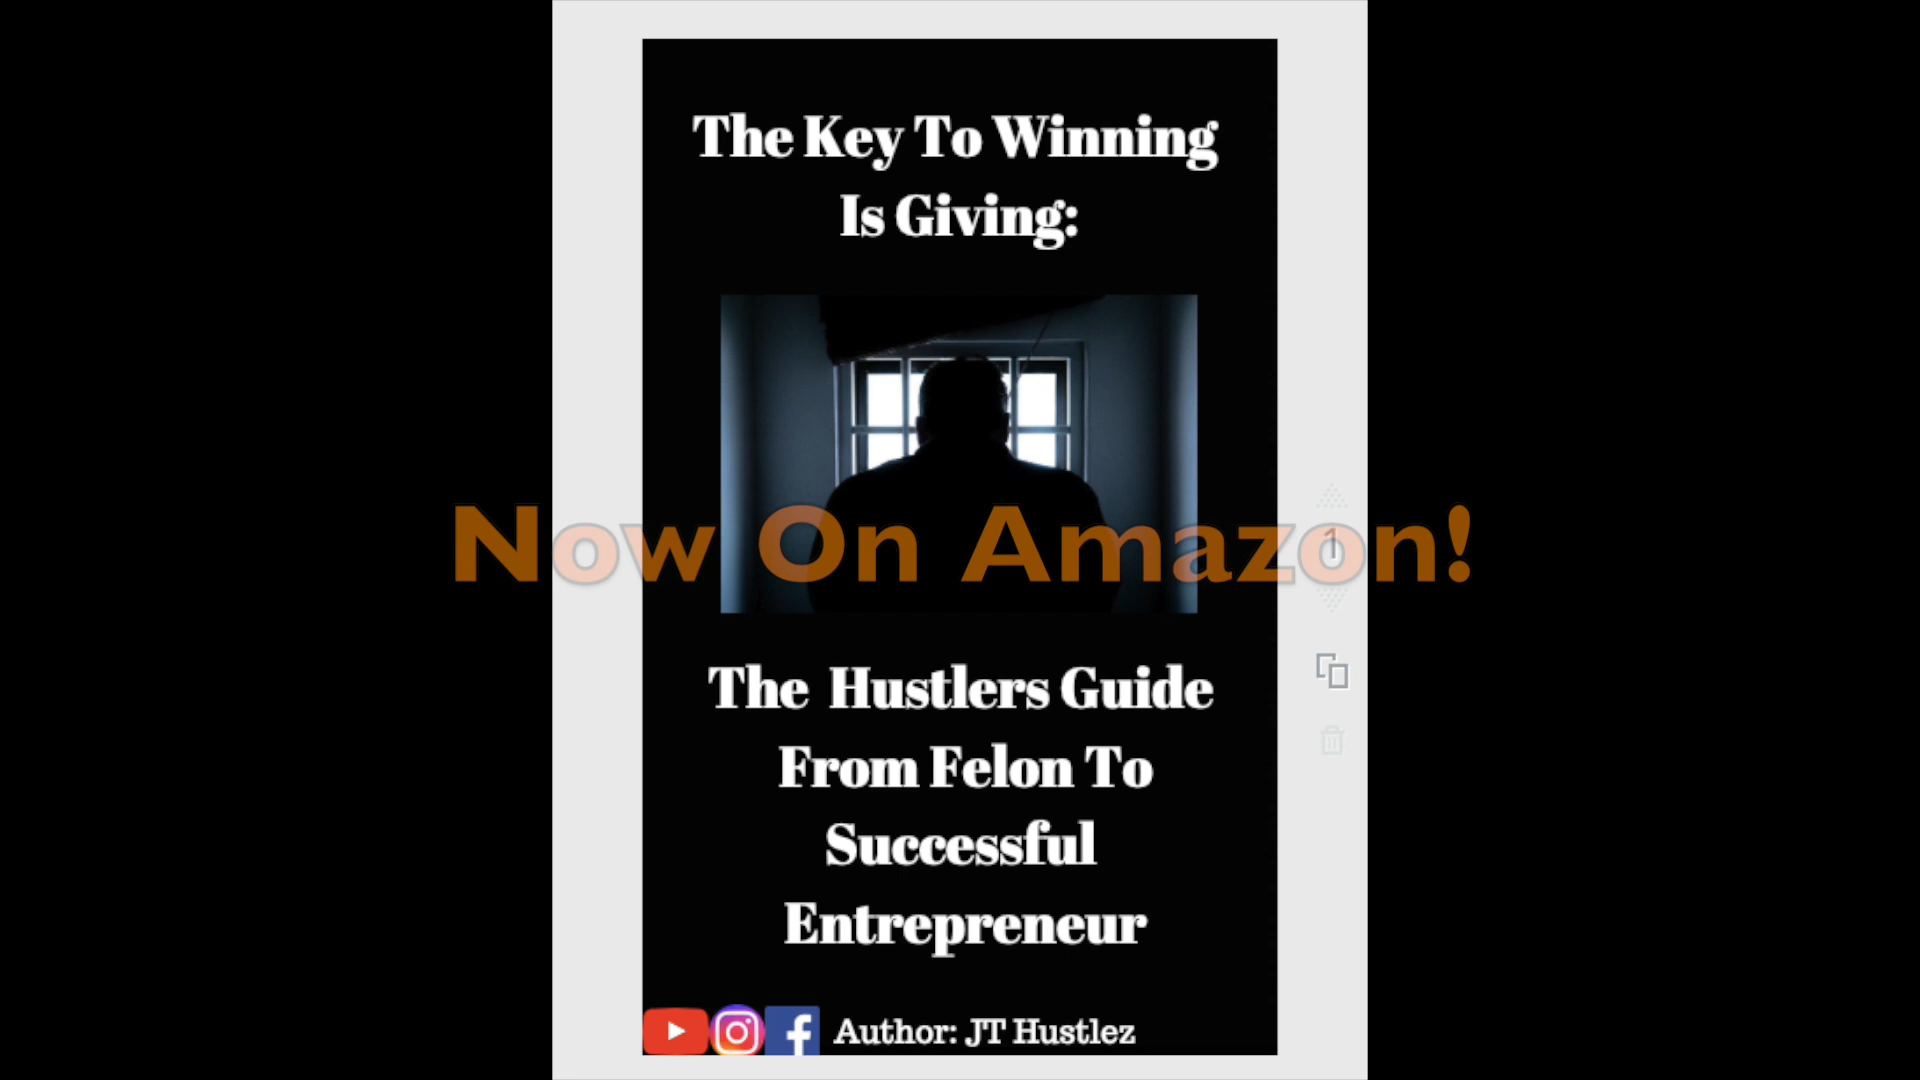 The Key To Winning
Is Giving:
Now On Amazon!
1
The Hustlers Guide
From Felon To
Successful
Entrepreneur
Author: JT Hustlez